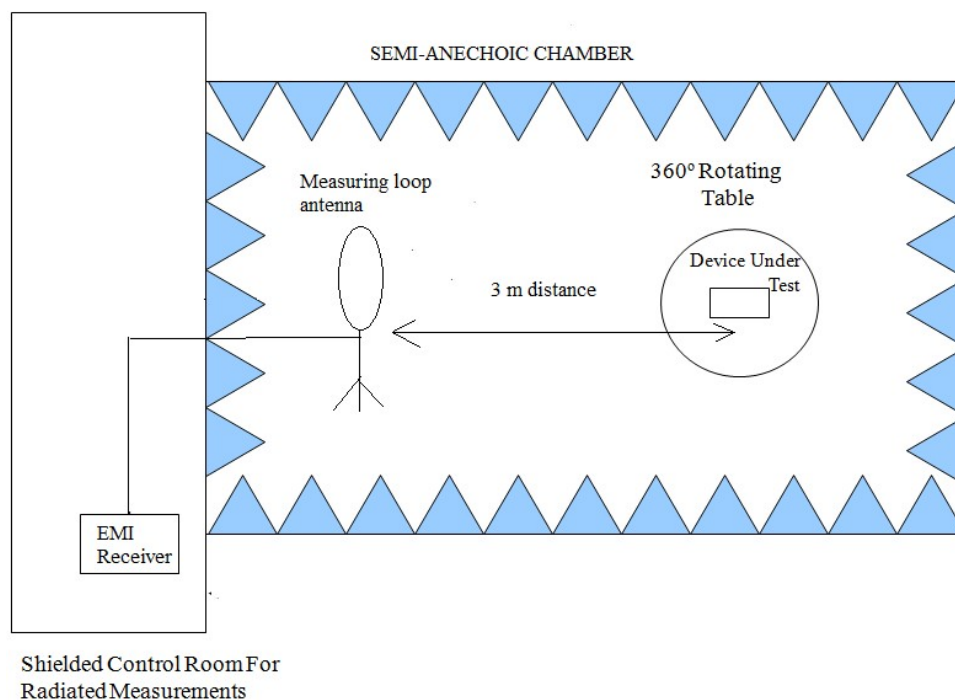 SEMI-ANECHOIC CHAMBER
Measuring loop
antenna
360º Rotating
Table
Device Under
Test
3 m distance
EMI
Receiver
Shielded Control Room For
Radiated Measurements